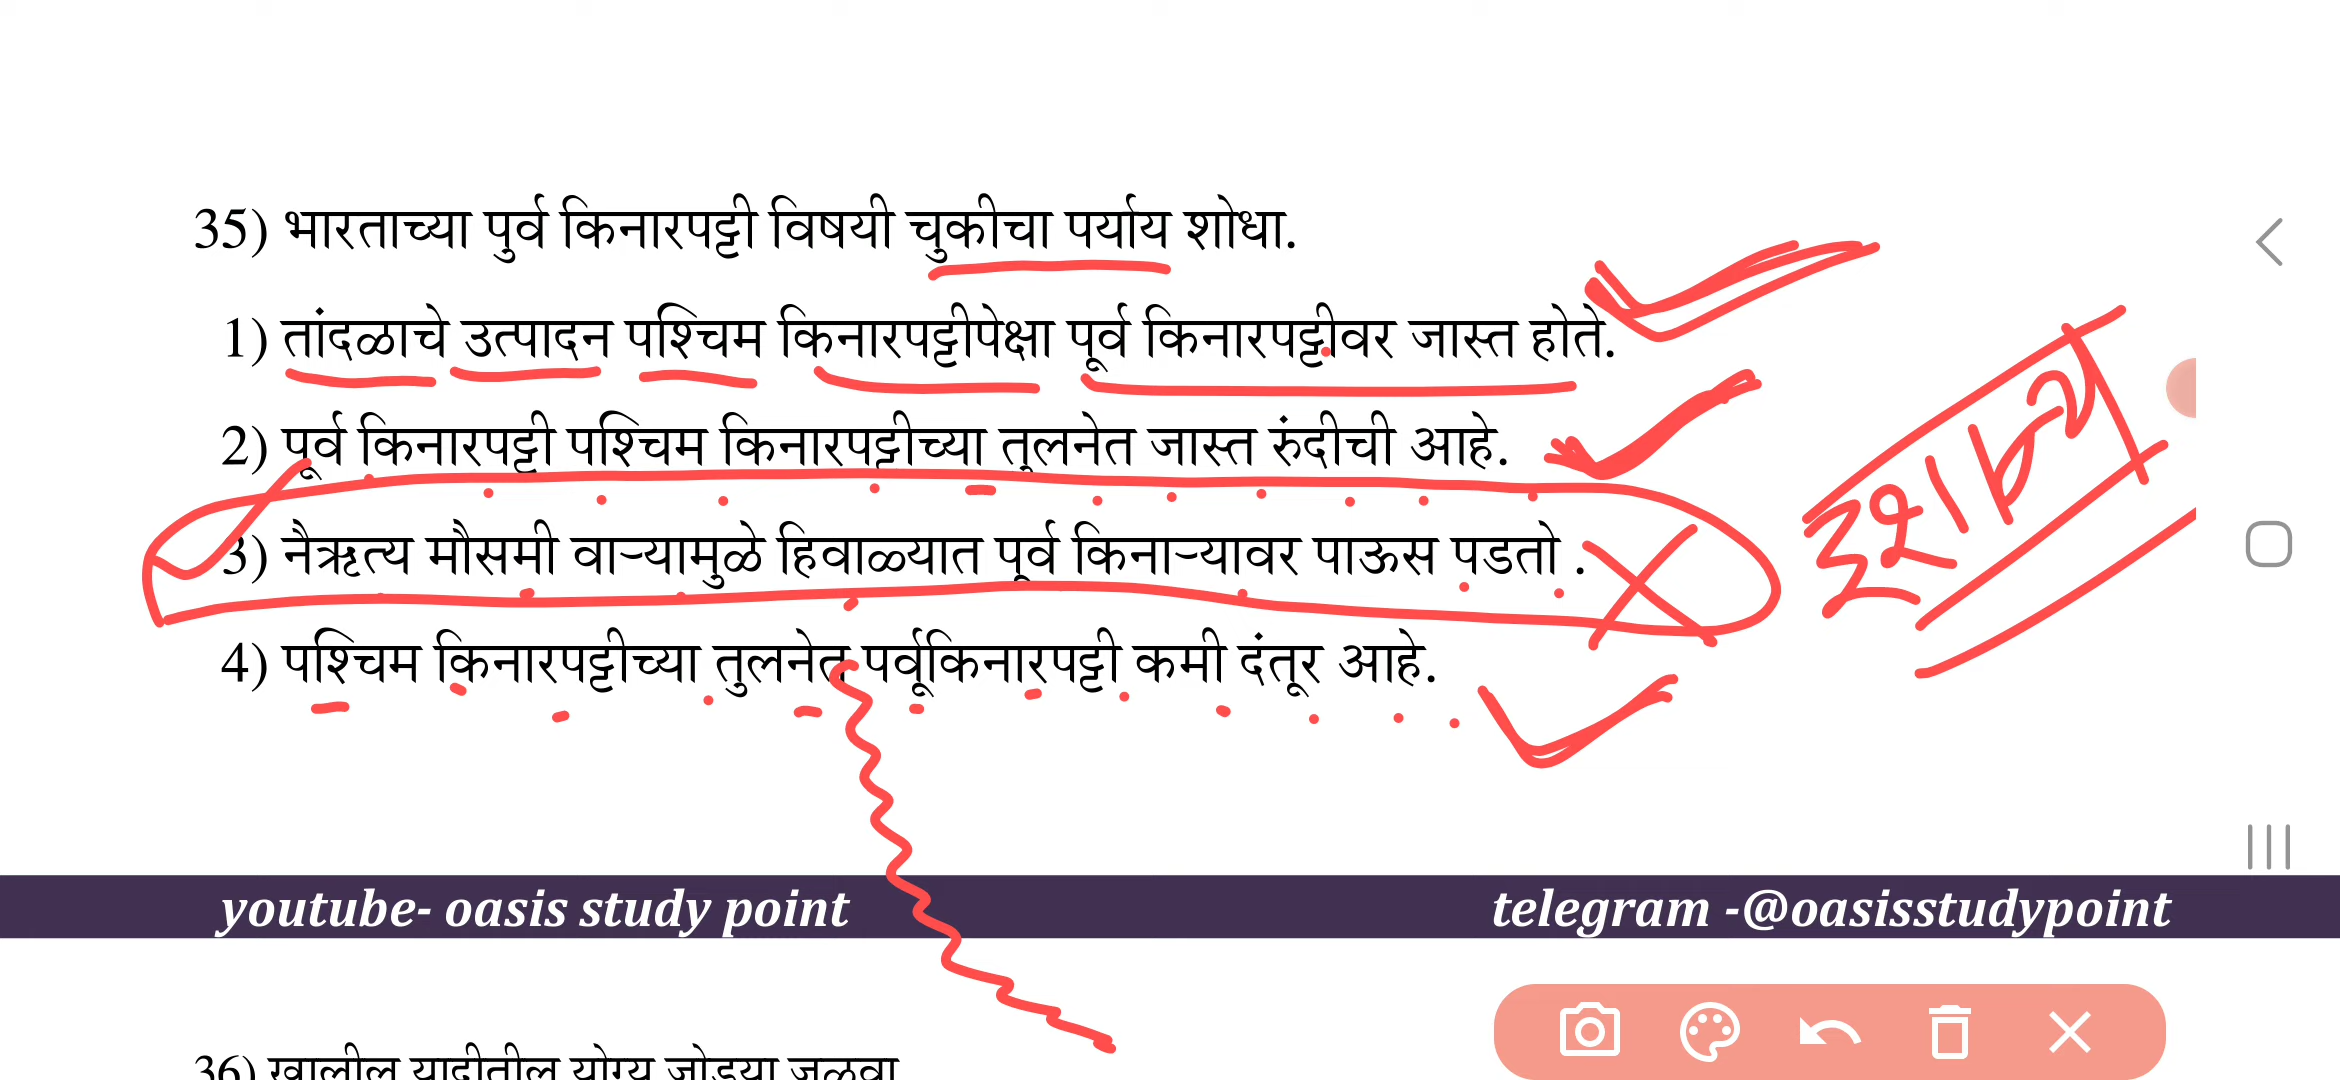 35) भारताच्या पुर्व किनारपट्टी विषयी चुकीचा पर्याय शोधा.
1) तांदळाचे उत्पादन पश्चिम किनारपट्टीपेक्षा पूर्व किनारपट्टीवर जास्त होते.
2) पूर्व किनारपट्टी पश्चिम किनारपट्टीच्या तुलनेत जास्त रुंदीची आहे.
3) नैऋत्य मौसमी वाऱ्यामुळे हिवाळ्यात पूर्व किनाऱ्यावर पाऊस पडतो .
4) पश्चिम किनारपट्टीच्या तुलनेत पर्वूकिनारपट्टी कमी दंतूर आहे.
youtube- oasis study point
telegram -@oasisstudypoint
36) खालील यादीतील योग्य जोड्या जुळवा